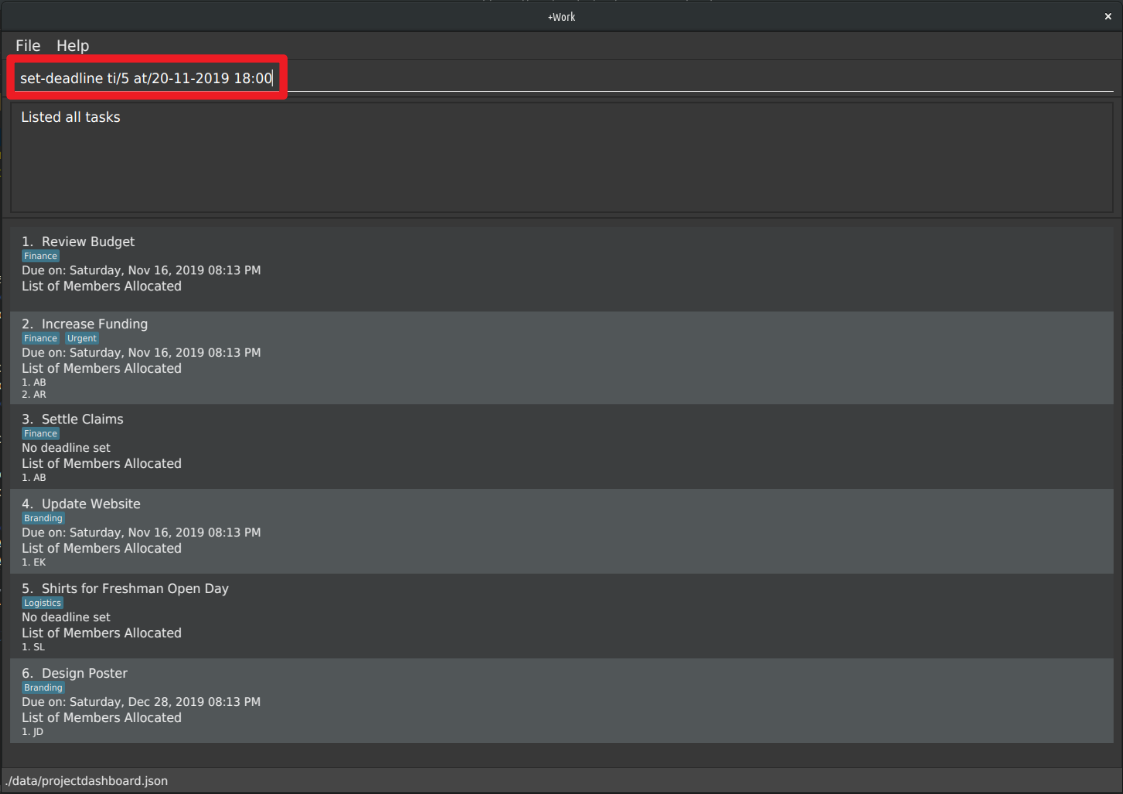 +Work
×
File Help
set-deadline ti/5 at/20-11-2019 18:00
Listed all tasks
1. Review Budget
Finance
Due on: Saturday, Nov 16, 2019 08:13 PM
List of Members Allocated
2. Increase Funding
Finance Urgent
Due on: Saturday, Nov 16, 2019 08:13 PM
List of Members Allocated
1. AB
2. AR
3. Settle Claims
Finance
No deadline set
List of Members Allocated
1. AB
4. Update Website
Branding
Due on: Saturday, Nov 16, 2019 08:13 PM
List of Members Allocated
1. EK
5. Shirts for Freshman Open Day
Logistics
No deadline set
List of Members Allocated
1. SL
6. Design Poster
Branding
Due on: Saturday, Dec 28, 2019 08:13 PM
List of Members Allocated
1. JD
./data/projectdashboard.json